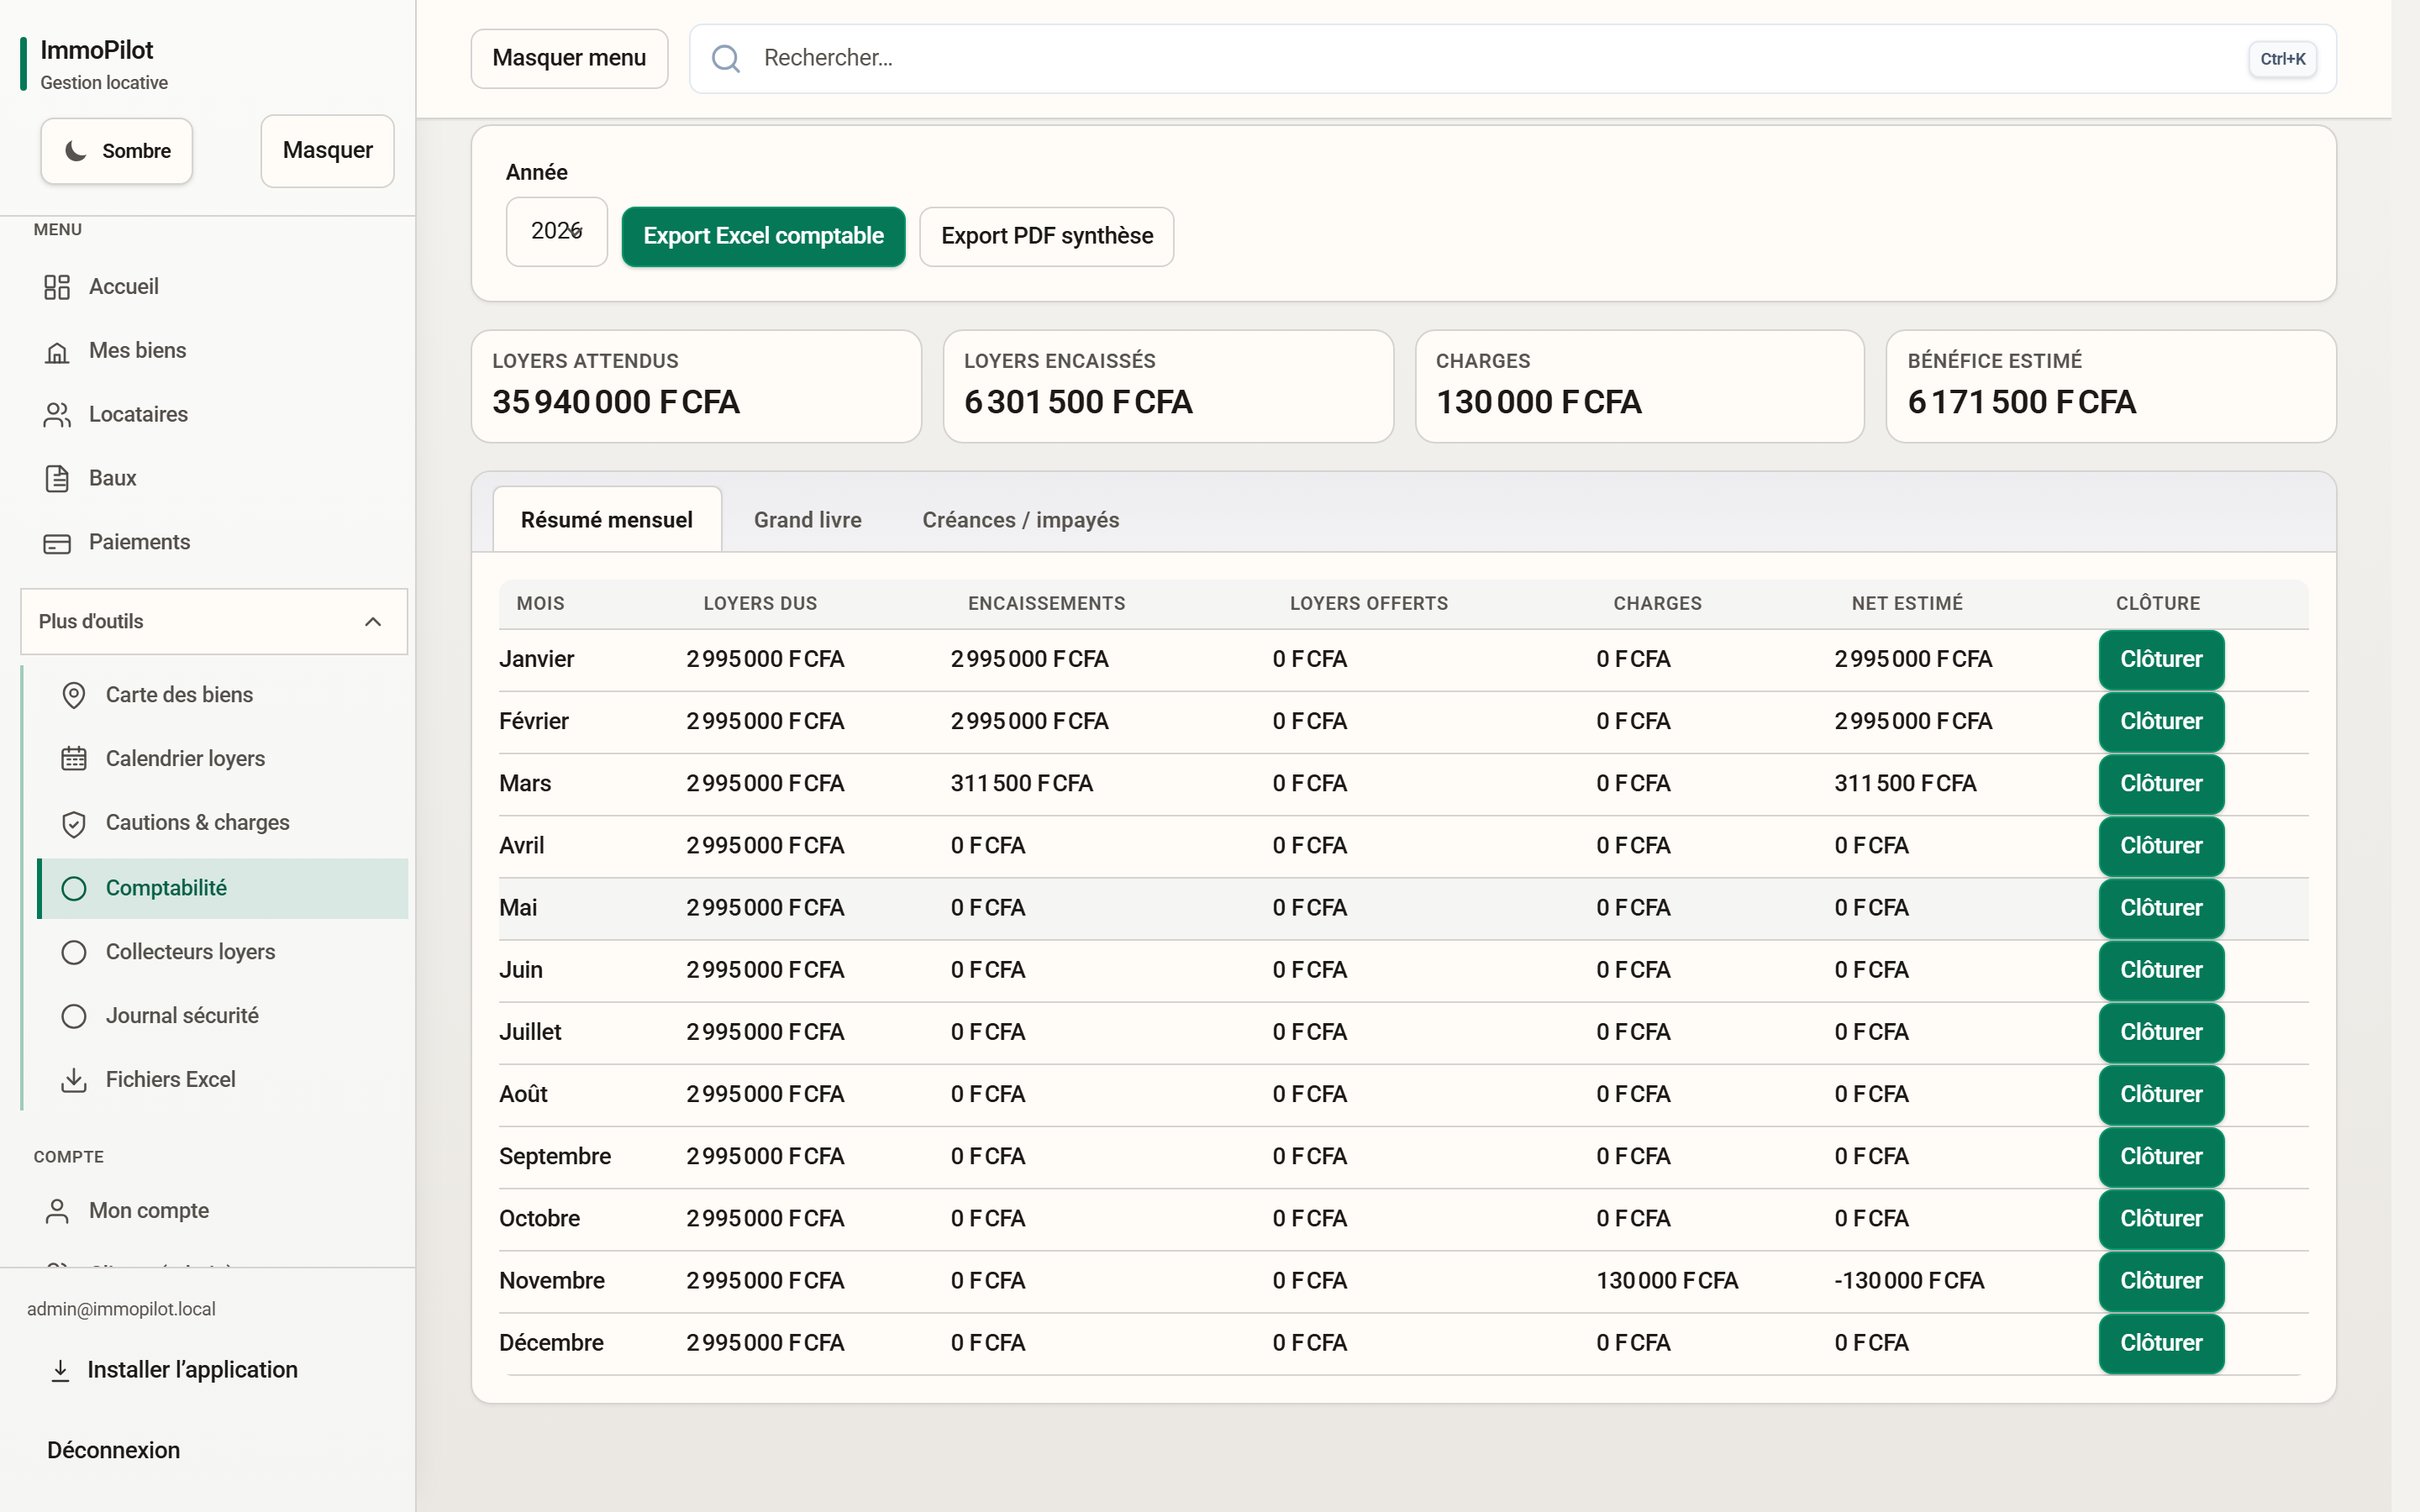 ImmoPilot
Gestion locative
Sombre
Masquer
MENU
Accueil
Mes biens
Locataires
Baux
Paiements
Plus d'outils
Carte des biens
Calendrier loyers
Cautions & charges
Comptabilité
Collecteurs loyers
Journal sécurité
Fichiers Excel
COMPTE
Mon compte
admin@immopilot.local
Installer l’application
Déconnexion
Masquer menu
Rechercher...
Ctrl+K
Année
2026
Export Excel comptable
Export PDF synthèse
LOYERS ATTENDUS
35 940 000 F CFA
LOYERS ENCAISSÉS
6 301 500 F CFA
CHARGES
130 000 F CFA
BÉNÉFICE ESTIMÉ
6 171 500 F CFA
Résumé mensuel Grand livre Créances / impayés
MOIS LOYERS DUS ENCAISSEMENTS LOYERS OFFERTS CHARGES NET ESTIMÉ CLÔTURE
Janvier 2 995 000 F CFA 2 995 000 F CFA 0 F CFA 0 F CFA 2 995 000 F CFA Clôturer
Février 2 995 000 F CFA 2 995 000 F CFA 0 F CFA 0 F CFA 2 995 000 F CFA Clôturer
Mars 2 995 000 F CFA 311 500 F CFA 0 F CFA 0 F CFA 311 500 F CFA Clôturer
Avril 2 995 000 F CFA 0 F CFA 0 F CFA 0 F CFA 0 F CFA Clôturer
Mai 2 995 000 F CFA 0 F CFA 0 F CFA 0 F CFA 0 F CFA Clôturer
Juin 2 995 000 F CFA 0 F CFA 0 F CFA 0 F CFA 0 F CFA Clôturer
Juillet 2 995 000 F CFA 0 F CFA 0 F CFA 0 F CFA 0 F CFA Clôturer
Août 2 995 000 F CFA 0 F CFA 0 F CFA 0 F CFA 0 F CFA Clôturer
Septembre 2 995 000 F CFA 0 F CFA 0 F CFA 0 F CFA 0 F CFA Clôturer
Octobre 2 995 000 F CFA 0 F CFA 0 F CFA 0 F CFA 0 F CFA Clôturer
Novembre 2 995 000 F CFA 0 F CFA 0 F CFA 130 000 F CFA -130 000 F CFA Clôturer
Décembre 2 995 000 F CFA 0 F CFA 0 F CFA 0 F CFA 0 F CFA Clôturer